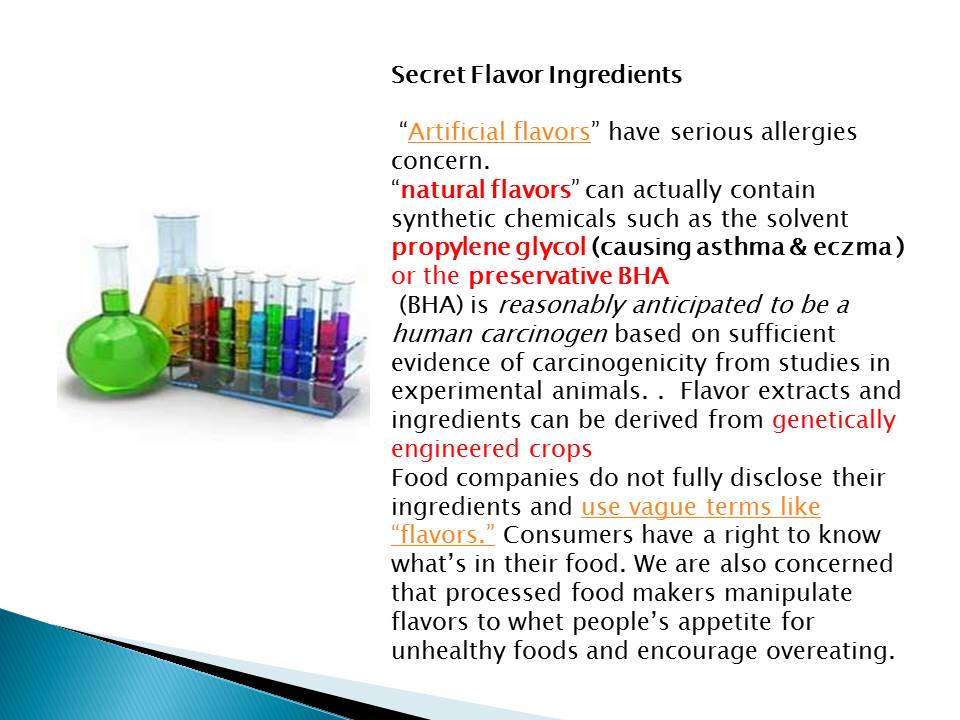 Secret Flavor Ingredients
“Artificial flavors” have serious allergies
concern.
“natural flavors” can actually contain
synthetic chemicals such as the solvent
propylene glycol (causing asthma & eczma )
or the preservative BHA
(BHA) is reasonably anticipated to be a
human carcinogen based on sufficient
evidence of carcinogenicity from studies in
experimental animals. . Flavor extracts and
ingredients can be derived from genetically
engineered crops
Food companies do not fully disclose their
ingredients and use vague terms like
“flavors.” Consumers have a right to know
what’s in their food. We are also concerned
that processed food makers manipulate
flavors to whet people’s appetite for
unhealthy foods and encourage overeating.